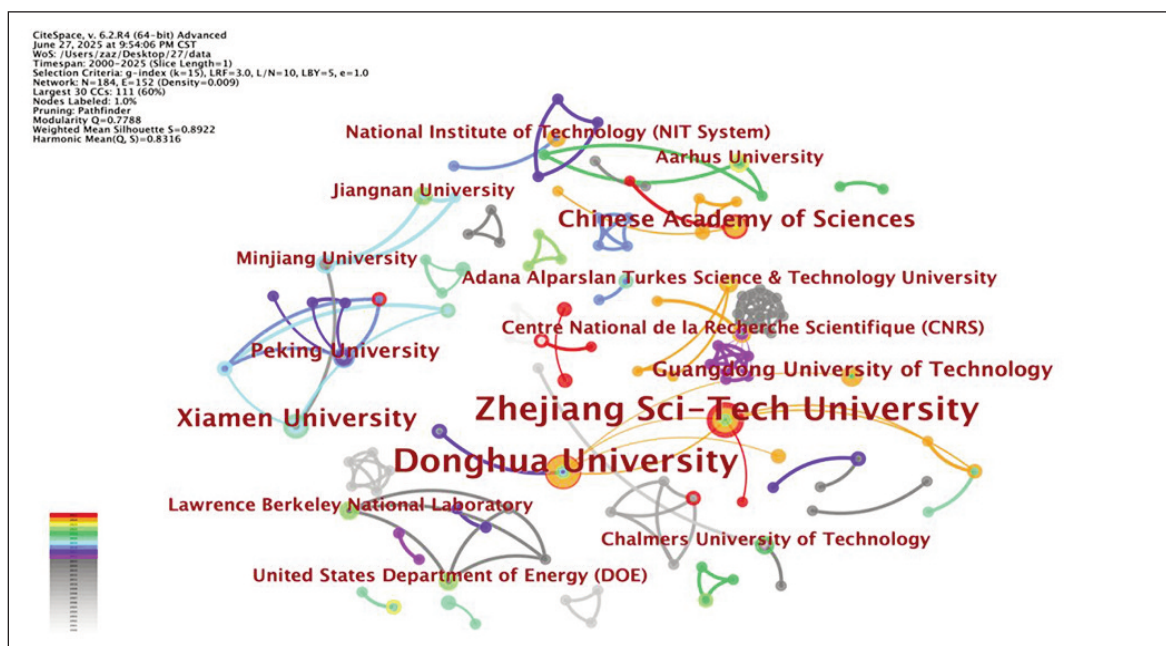 CiteSpace, v. 6.2.R4 (64-bit) Advanced
June 27, 2025 at 9:54:06 PM CST
WoS: /Users/zaz/Desktop/27/data
Timespan: 2000-2025 (Slice Length=1)
Selection Criteria: g-index (k=15), LRF=3.0, L/N=10, LBY=5, e=1.0
Network: N=184, E=152 (Density=0.009)
Largest 30 CCs: 111 (60%)
Nodes Labeled: 1.0%
Pruning: Pathfinder
Modularity Q=0.7788
Weighted Mean Silhouette S=0.8922
Harmonic Mean(Q, S)=0.8316
National Institute of Technology (NIT System)
Aarhus University
Jiangnan University
Chinese Academy of Sciences
Minjiang University
Adana Alparslan Turkes Science & Technology University
Centre National de la Recherche Scientifique (CNRS)
Peking University
Guangdong University of Technology
Zhejiang Sci-Tech University
Xiamen University
Donghua University
Lawrence Berkeley National Laboratory
Chalmers University of Technology
United States Department of Energy (DOE)